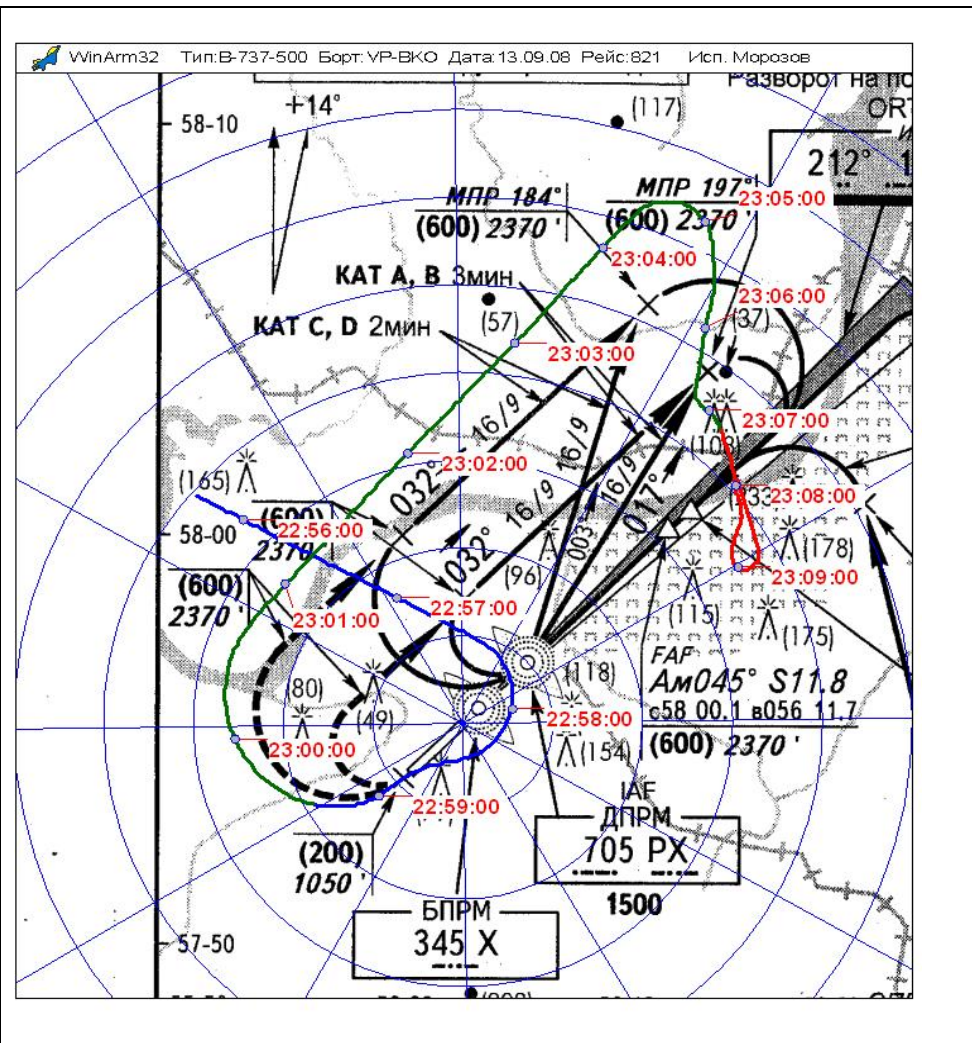 WinArm32 Тип:B-737-500 Борт:VP-BKO Дата:13.09.08 Рейс:821 Исп. Морозов
Разворот на по
+14°
58-10
(117)
ORT
212°
МПР 184°
(600) 2370 '
МПР 197°
(600) 2370 '
23:05:00
23:04:00
КАТ А, В 3мин
23:06:00
(57)
(37)
КАТ С, D 2мин
23:03:00
16/9
16/9
16/9
16/9
23:07:00
(103)
23:02:00
032°
032°
003°
017°
(165)
23:08:00
22:56:00
58-00
2370 '
(178)
(96)
(600)
2370 '
23:09:00
22:57:00
(115)
23:01:00
(175)
FAF
Ам045° S11.8
с58 00.1 в056 11.7
(600) 2370 '
(118)
(80)
(49)
22:58:00
23:00:00
(154)
IAF
22:59:00
ДПРМ
705 РХ
1500
(200)
1050 '
БПРМ
345 Х
57-50